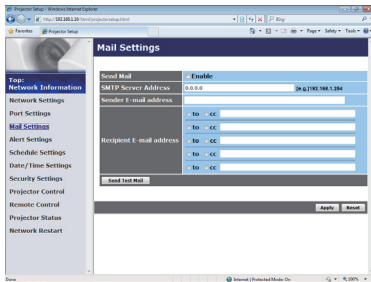 Projector Setup - Windows Internet Explorer
http://192.168.1.10/html/projectorsetup.html
Bing
Favorites Projector Setup
Page Safety Tools
Mail Settings
Top:
Network Information
Network Settings
Port Settings
Mail Settings
Alert Settings
Schedule Settings
Date/Time Settings
Security Settings
Projector Control
Remote Control
Projector Status
Network Restart
Send Mail Enable
SMTP Server Address 0.0.0.0 [e.g.]192.168.1.254
Sender E-mail address
Recipient E-mail address
to cc
to cc
to cc
to cc
to cc
Send Test Mail
Apply Reset
Done Internet | Protected Mode: On 100%